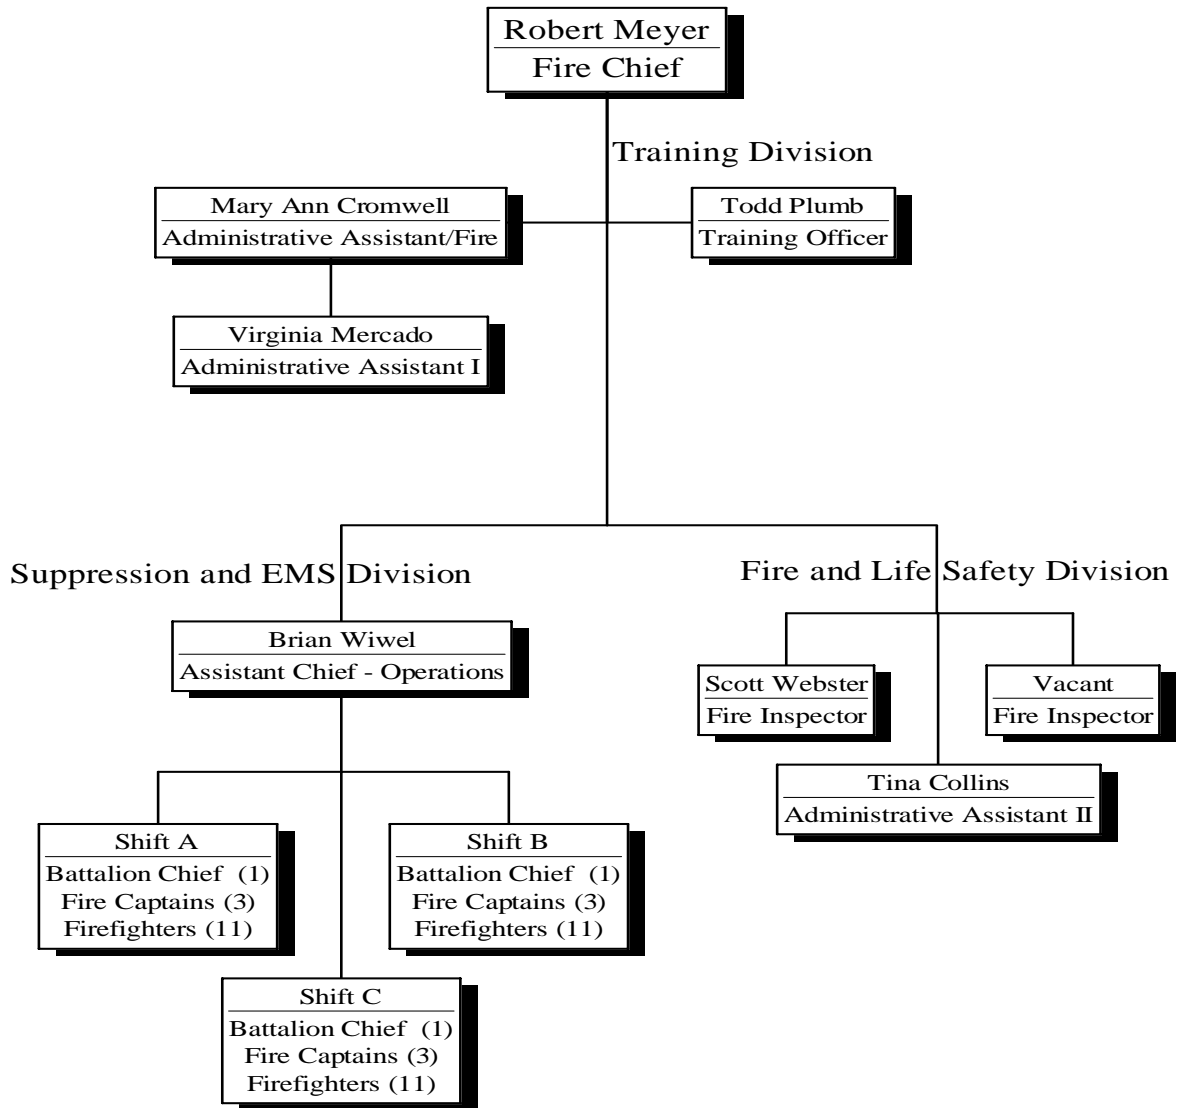 Robert Meyer
Fire Chief
Training Division
Mary Ann Cromwell
Administrative Assistant/Fire
Todd Plumb
Training Officer
Virginia Mercado
Administrative Assistant I
Suppression and EMS Division
Fire and Life Safety Division
Brian Wiwel
Assistant Chief - Operations
Scott Webster
Fire Inspector
Vacant
Fire Inspector
Tina Collins
Administrative Assistant II
Shift A
Battalion Chief (1)
Fire Captains (3)
Firefighters (11)
Shift B
Battalion Chief (1)
Fire Captains (3)
Firefighters (11)
Shift C
Battalion Chief (1)
Fire Captains (3)
Firefighters (11)